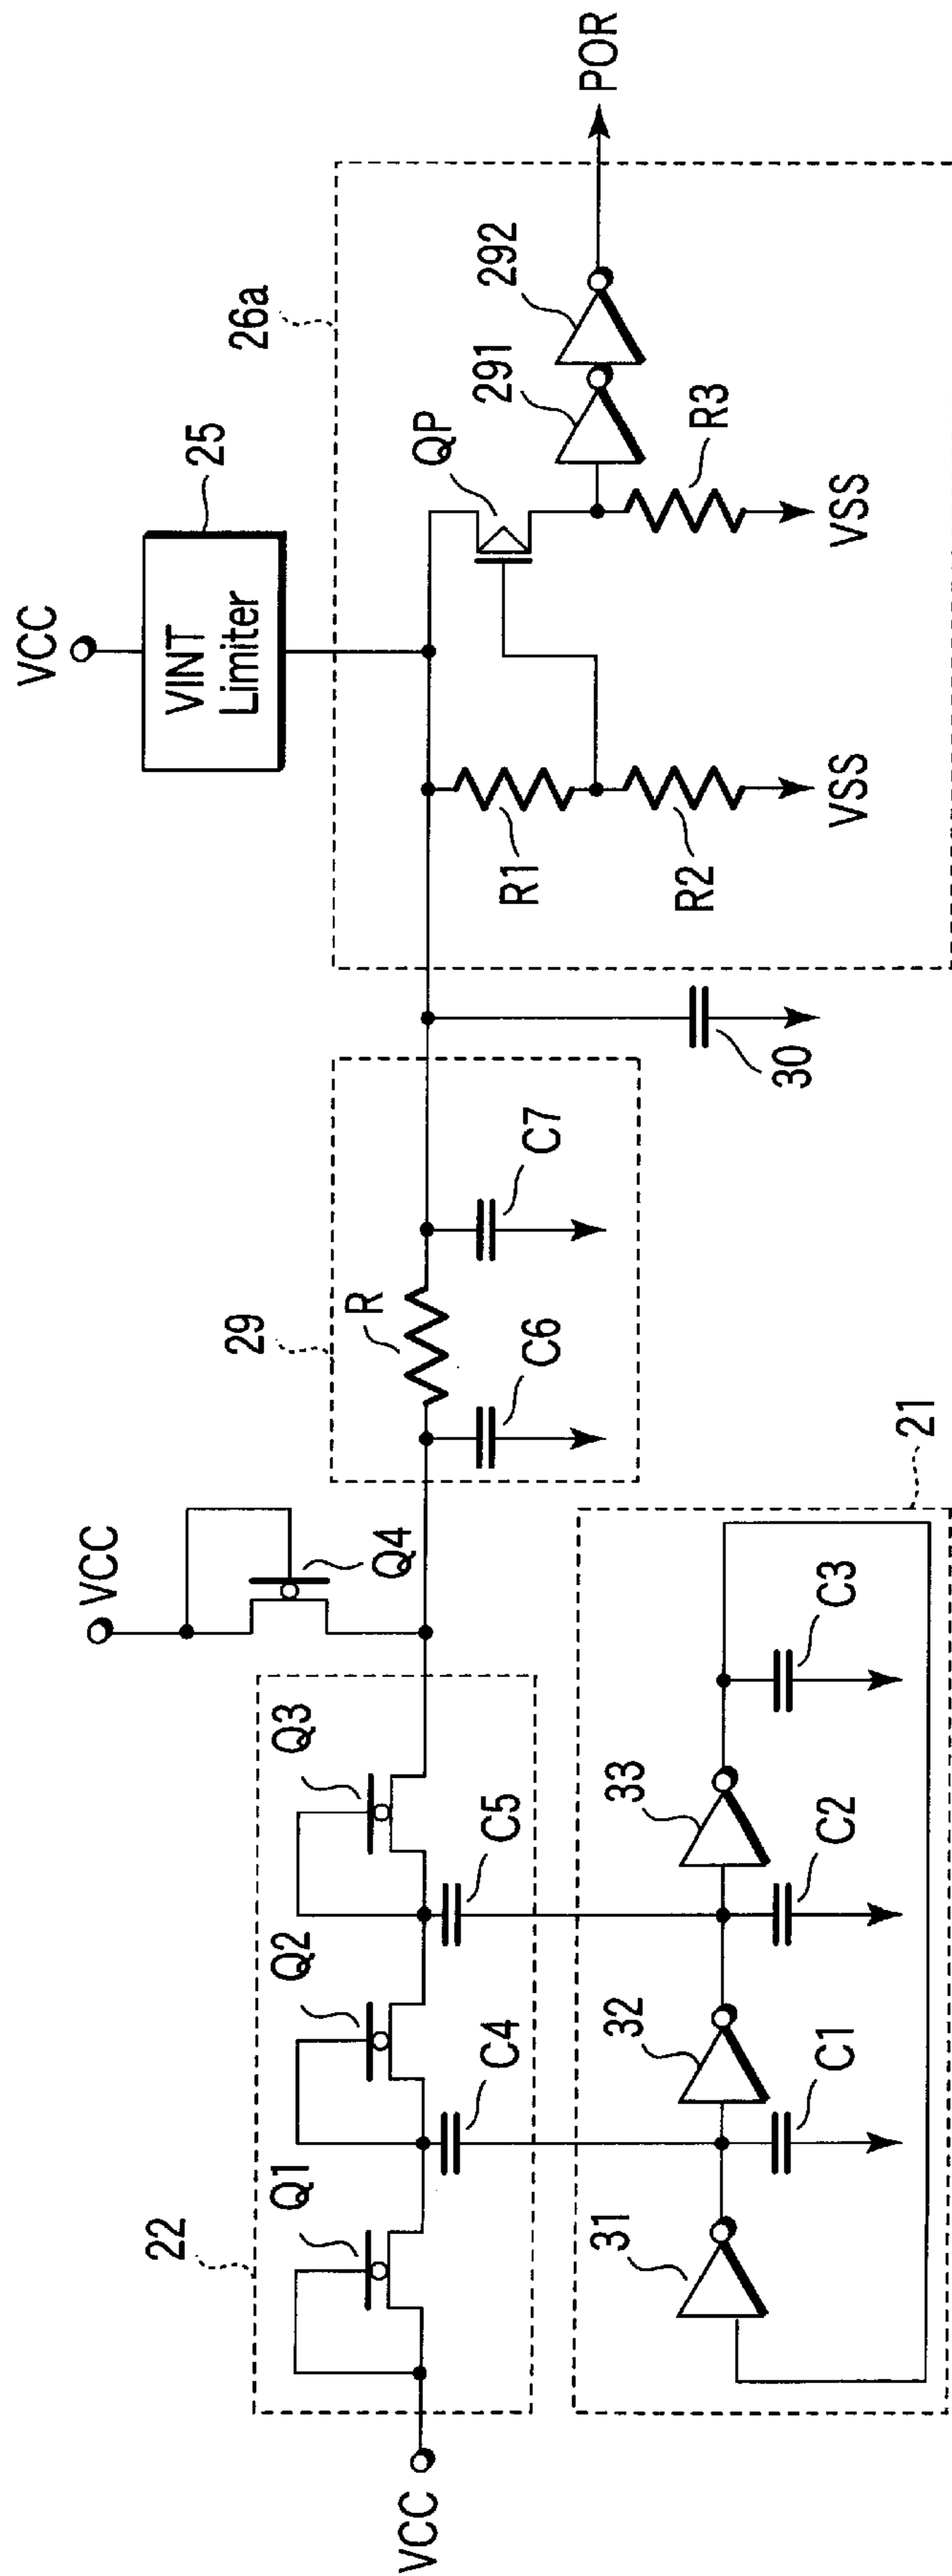 VCC
22
Q1
Q2
Q3
C4
C5
VCC
Q4
29
R
C6
C7
30
VCC
VINT
Limiter
25
26a
R1
R2
VSS
QP
291
292
R3
VSS
POR
21
31
32
33
C1
C2
C3